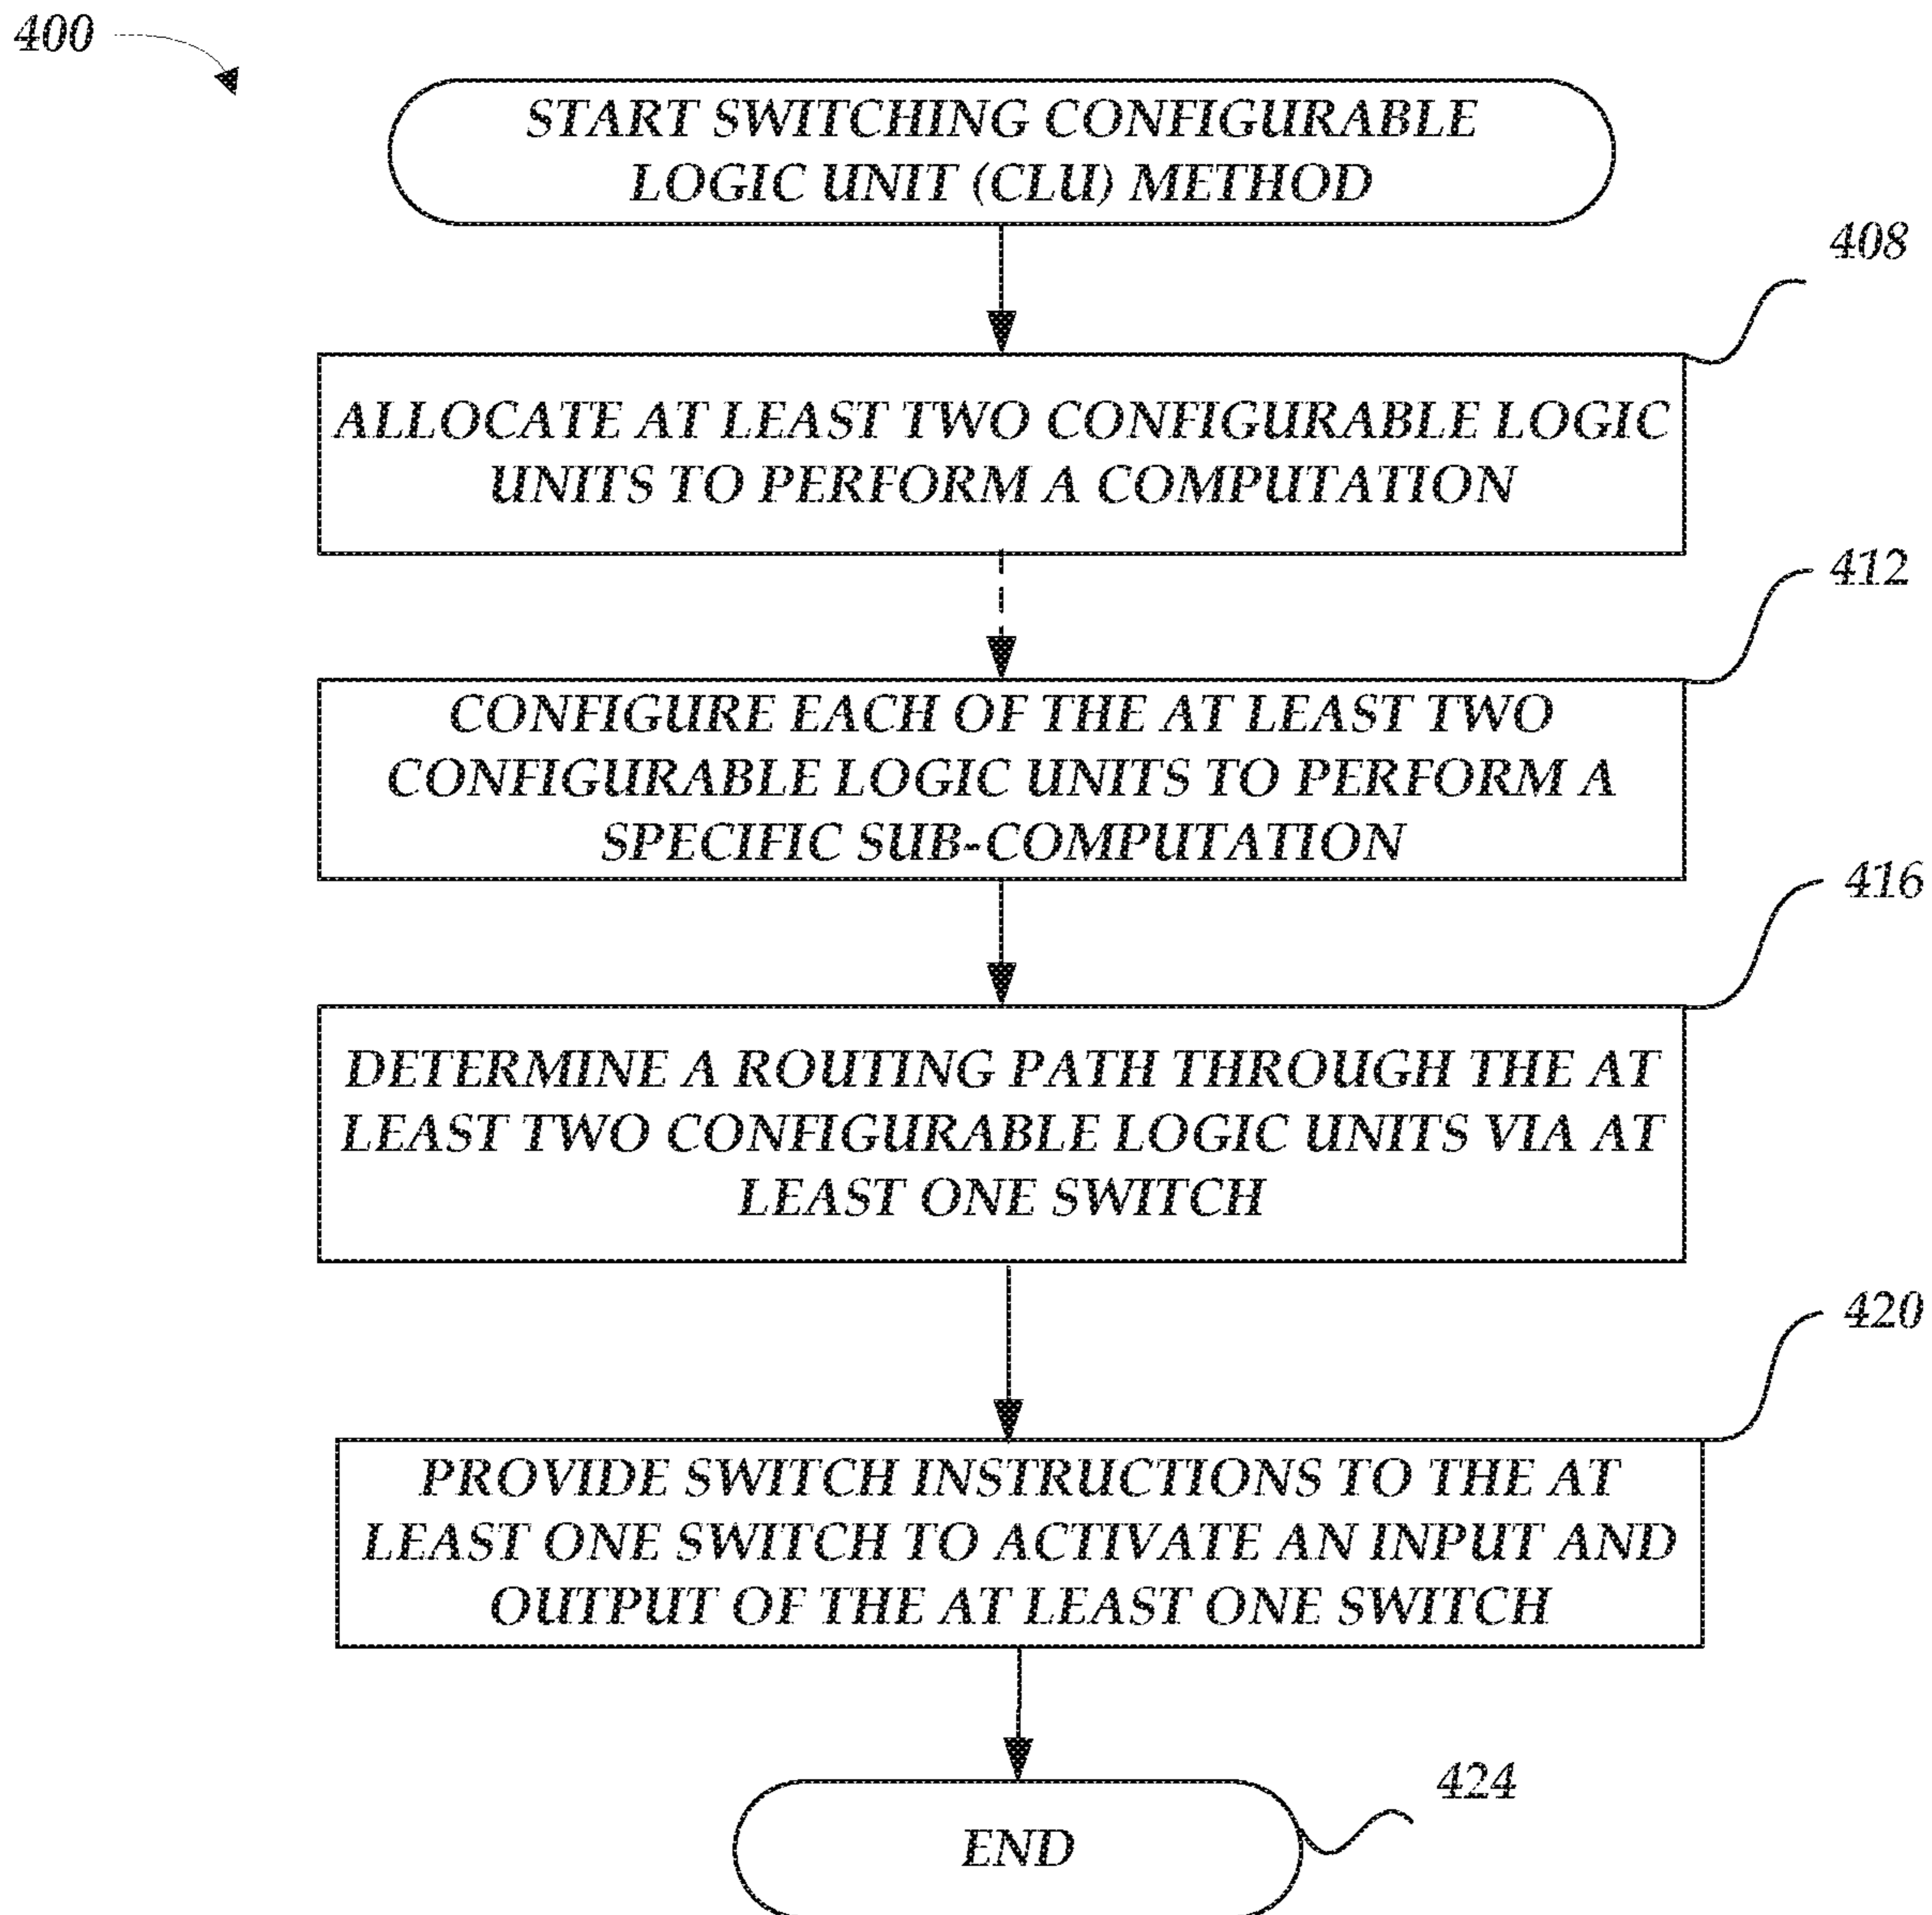 400
START SWITCHING CONFIGURABLE
LOGIC UNIT (CLU) METHOD
408
ALLOCATE AT LEAST TWO CONFIGURABLE LOGIC
UNITS TO PERFORM A COMPUTATION
412
CONFIGURE EACH OF THE AT LEAST TWO
CONFIGURABLE LOGIC UNITS TO PERFORM A
SPECIFIC SUB-COMPUTATION
416
DETERMINE A ROUTING PATH THROUGH THE AT
LEAST TWO CONFIGURABLE LOGIC UNITS VIA AT
LEAST ONE SWITCH
420
PROVIDE SWITCH INSTRUCTIONS TO THE AT
LEAST ONE SWITCH TO ACTIVATE AN INPUT AND
OUTPUT OF THE AT LEAST ONE SWITCH
424
END